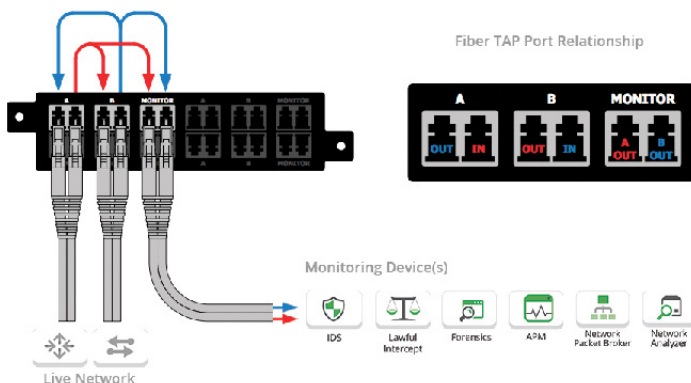 Fiber TAP Port Relationship
A B MONITOR A B MONITOR
A B MONITOR
A B MONITOR
OUT IN OUT IN A OUT B OUT
Monitoring Device(s)
IDS Lawful Intercept Forensics APM Network Packet Broker Network Analyzer
Live Network